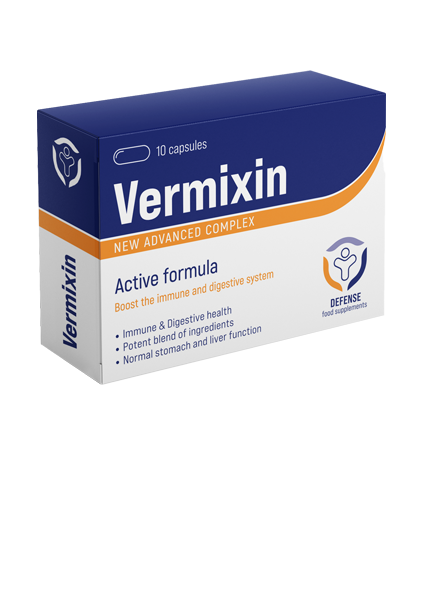 10 capsules
Vermixin
NEW ADVANCED COMPLEX
Active formula
Boost the immune and digestive system
• Immune & Digestive health
• Potent blend of ingredients
• Normal stomach and liver function
DEFENSE
food supplements
Vermixin